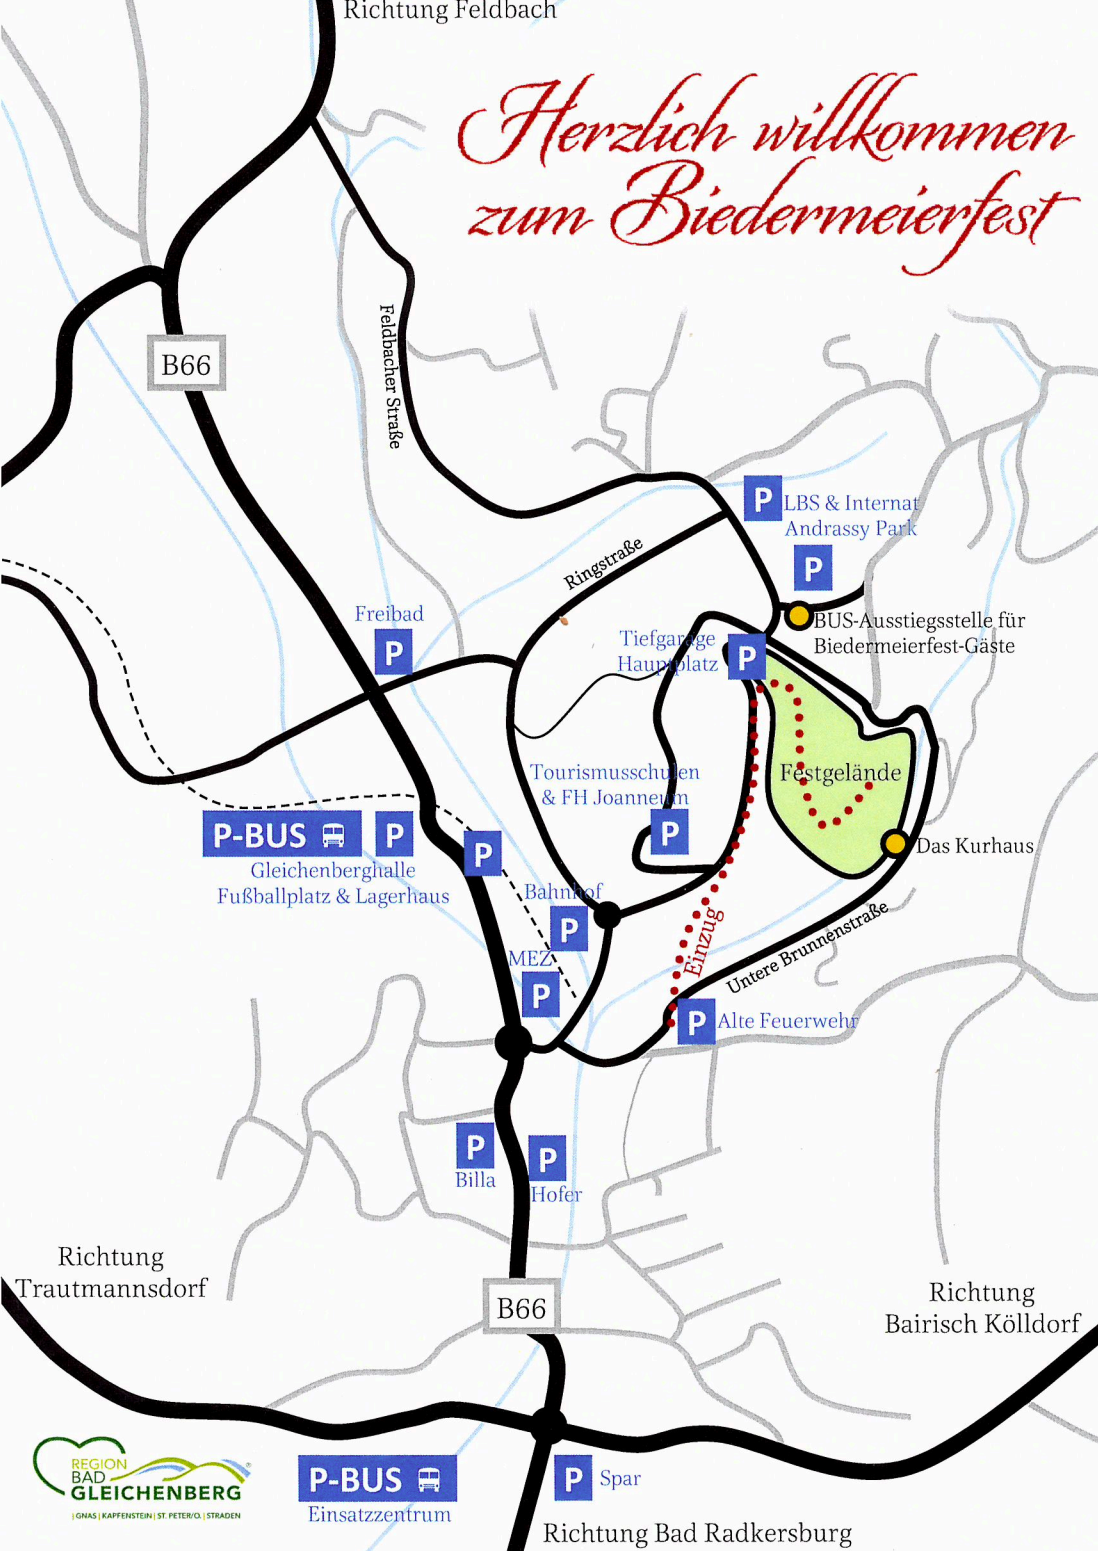 Richtung Feldbach
Herzlich willkommen
zum Biedermeierfest
B66
Feldbacher Straße
P
LBS & Internat
Andrassy Park
P
Ringstraße
Freibad
P
BUS-Ausstiegsstelle für
Biedermeierfest-Gäste
Tiefgarage
Hauptplatz
P
Tourismusschulen
& FH Joanneum
P
Festgelände
Das Kurhaus
P-BUS
P
Gleichenberghalle
Fußballplatz & Lagerhaus
P
Bahnhof
P
MEZ
P
Einzug
Untere Brunnenstraße
P
Alte Feuerwehr
P
Billa
P
Hofer
Richtung
Trautmannsdorf
B66
Richtung
Bairisch Kölldorf
REGION
BAD
GLEICHENBERG
| GNAS | KAPFENSTEIN | ST. PETER/O. | STRADEN
P-BUS
Einsatzzentrum
P
Spar
Richtung Bad Radkersburg